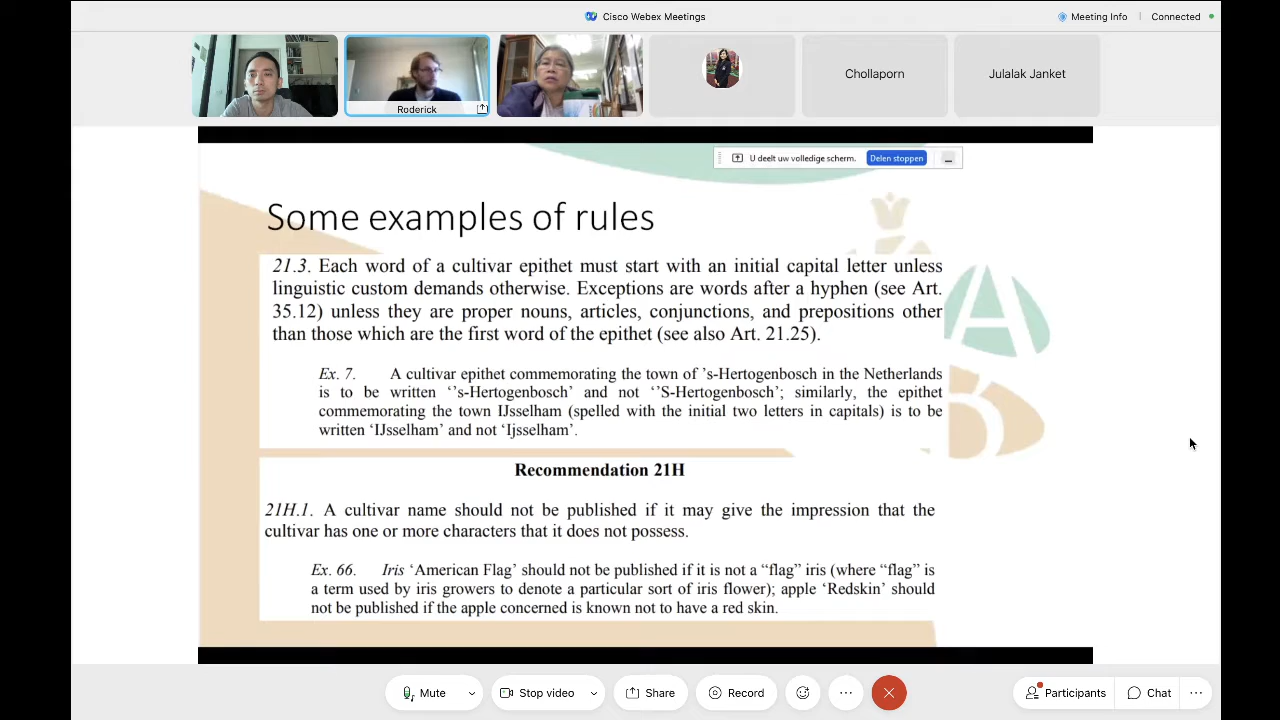 Cisco Webex Meetings
Meeting Info
Connected
Roderick
Chollaporn
Julalak Janket
U deelt uw volledige scherm.
Delen stoppen
Some examples of rules
21.3. Each word of a cultivar epithet must start with an initial capital letter unless
linguistic custom demands otherwise. Exceptions are words after a hyphen (see Art.
35.12) unless they are proper nouns, articles, conjunctions, and prepositions other
than those which are the first word of the epithet (see also Art. 21.25).
Ex. 7. A cultivar epithet commemorating the town of ’s-Hertogenbosch in the Netherlands
is to be written ‘’s-Hertogenbosch’ and not ‘’S-Hertogenbosch’; similarly, the epithet
commemorating the town IJsselham (spelled with the initial two letters in capitals) is to be
written ‘IJsselham’ and not ‘Ijsselham’.
Recommendation 21H
21H.1. A cultivar name should not be published if it may give the impression that the
cultivar has one or more characters that it does not possess.
Ex. 66. Iris ‘American Flag’ should not be published if it is not a “flag” iris (where “flag” is
a term used by iris growers to denote a particular sort of iris flower); apple ‘Redskin’ should
not be published if the apple concerned is known not to have a red skin.
Mute
Stop video
Share
Record
Participants
Chat